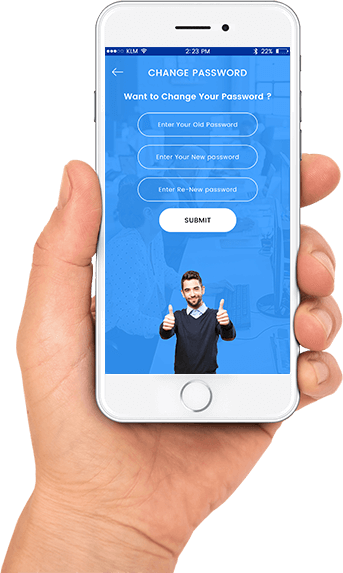 KLM 2:23 PM 22%
CHANGE PASSWORD
Want to Change Your Password ?
Enter Your Old Password
Enter Your New password
Enter Re-New password
SUBMIT